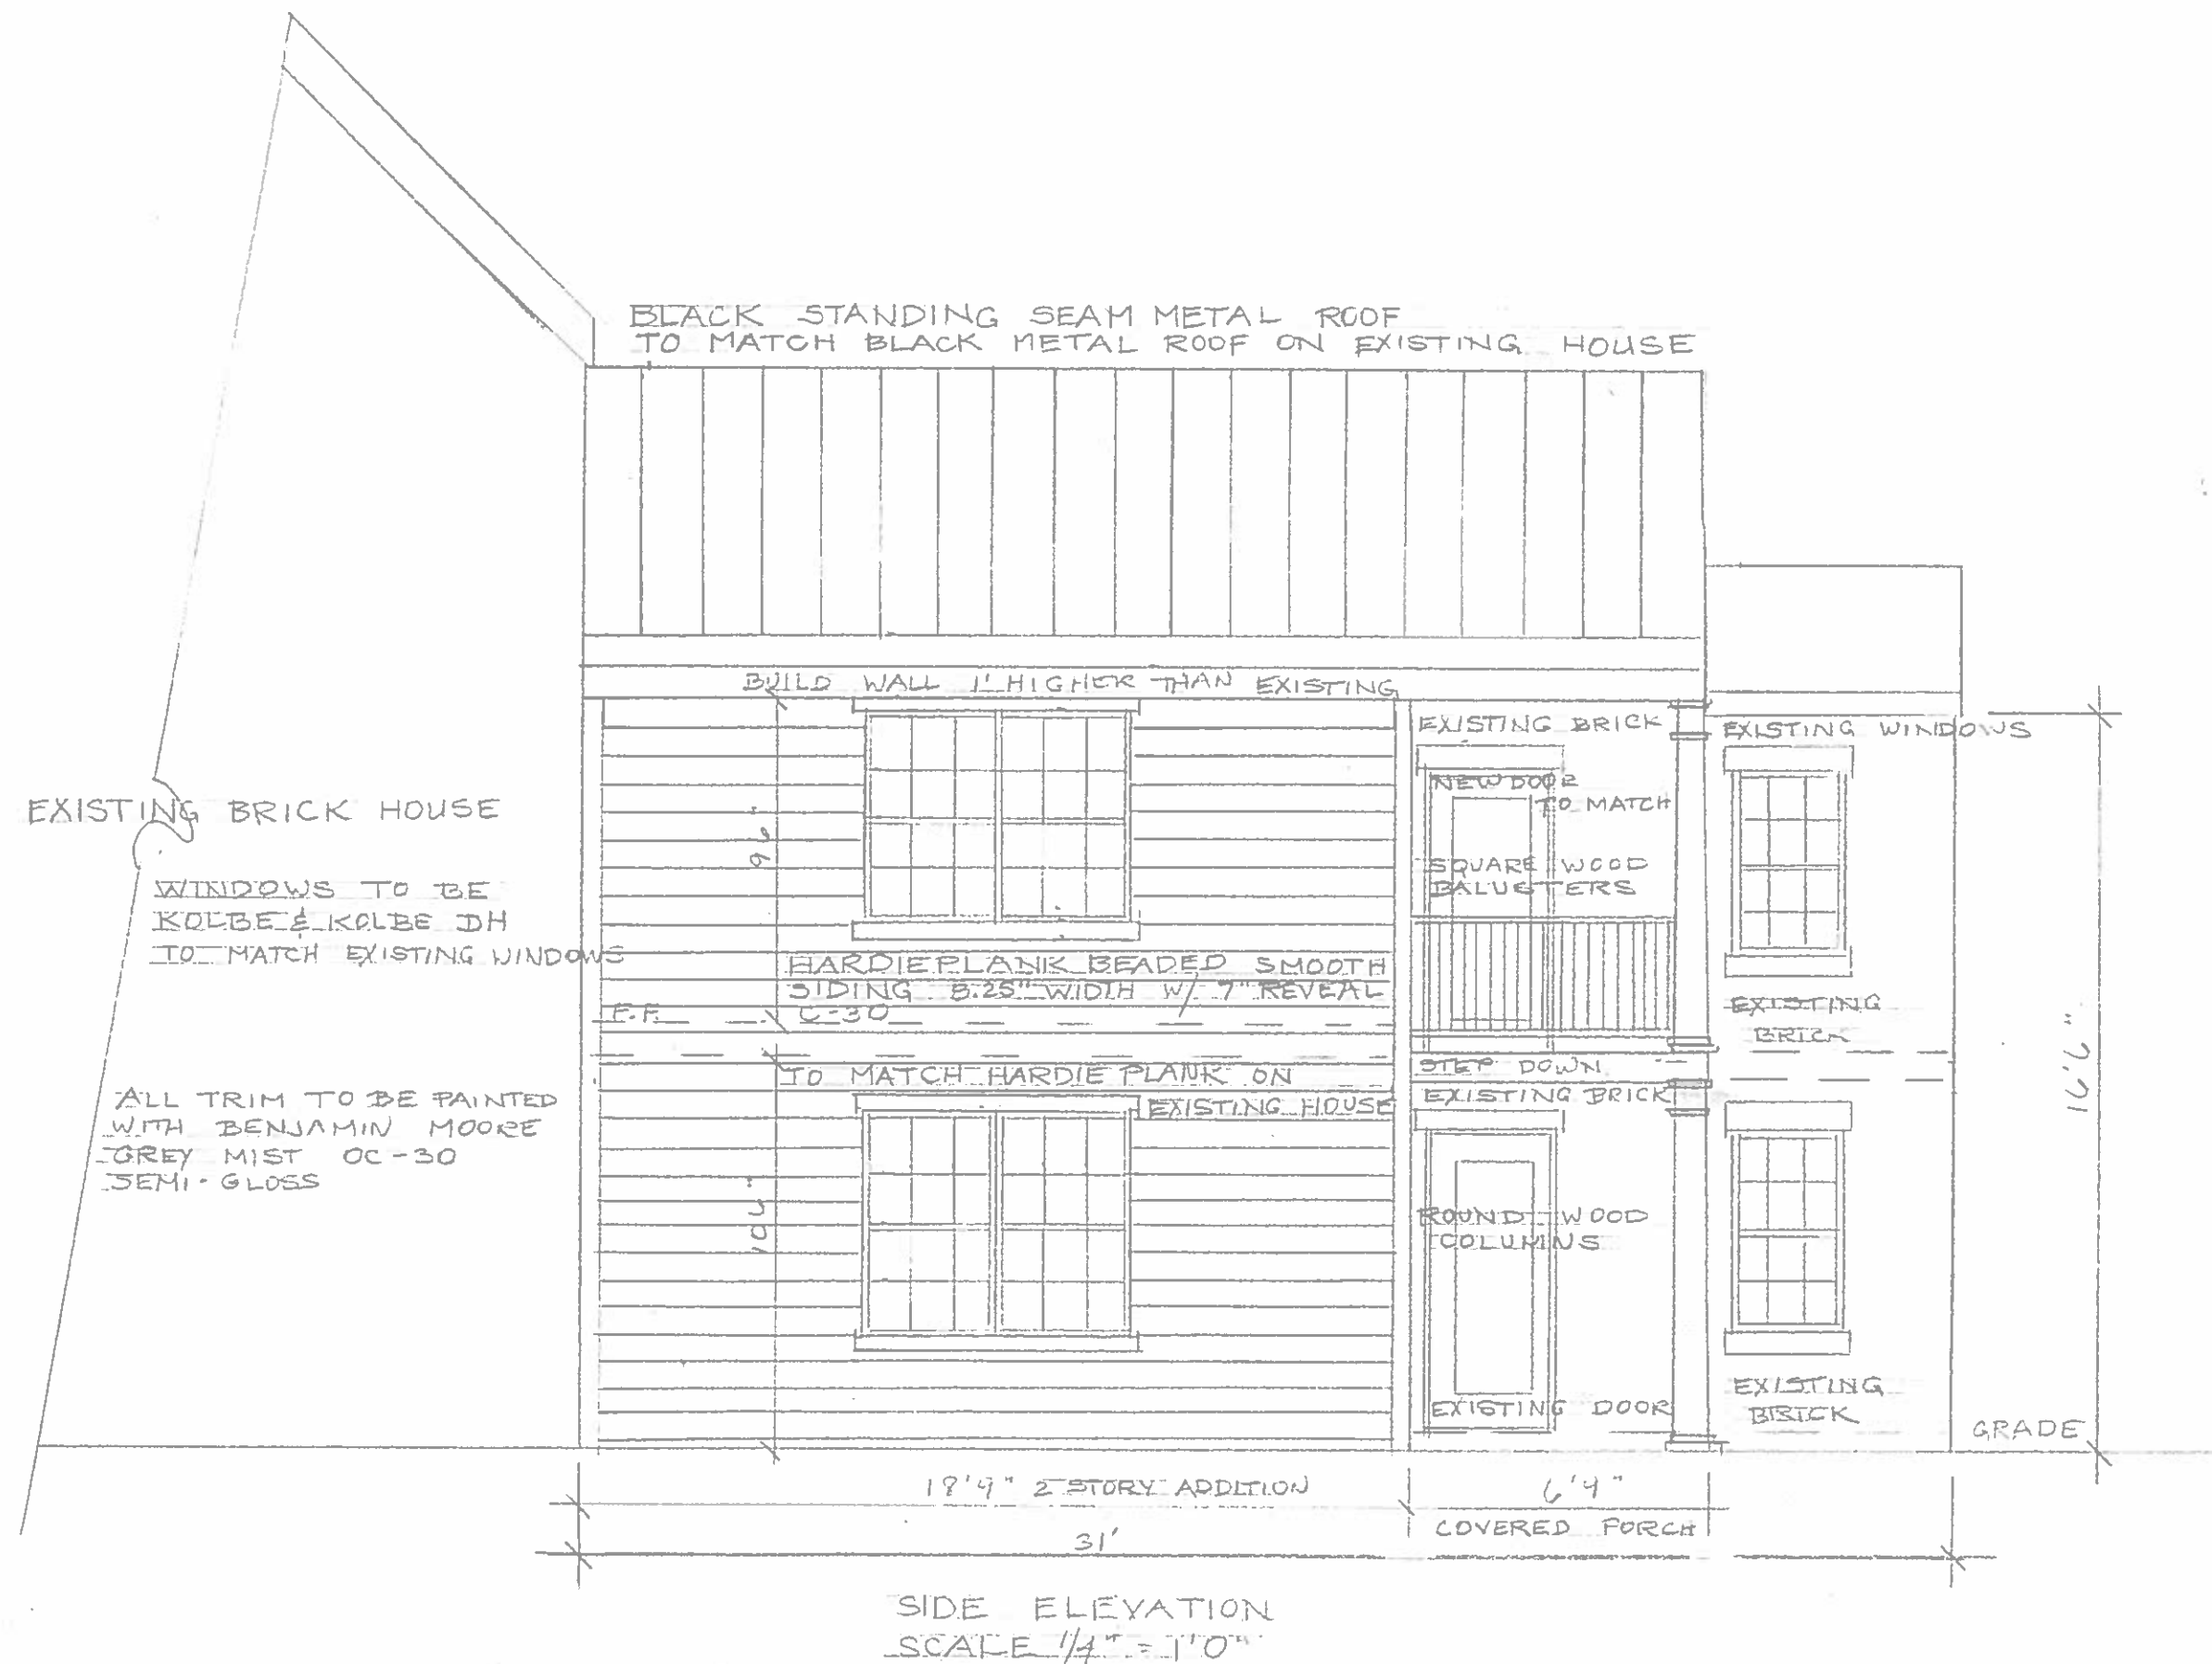 BLACK STANDING SEAM METAL ROOF
TO MATCH BLACK METAL ROOF ON EXISTING HOUSE
BUILD WALL 1' HIGHER THAN EXISTING
EXISTING BRICK
EXISTING WINDOWS
NEW DOOR
TO MATCH
EXISTING BRICK HOUSE
SQUARE WOOD
BALUSTERS
WINDOWS TO BE
KOLBE & KOLBE DH
TO MATCH EXISTING WINDOWS
HARDIEPLANK BEADED SMOOTH
SIDING 8.25" WIDTH W/ 7" REVEAL
F.F.
C-30
EXISTING
BRICK
16'6"
STEP DOWN
TO MATCH HARDIE PLANK ON
EXISTING HOUSE
EXISTING BRICK
ALL TRIM TO BE PAINTED
WITH BENJAMIN MOORE
GREY MIST OC-30
SEMI-GLOSS
ROUND WOOD
COLUMNS
EXISTING DOOR
EXISTING
BRICK
GRADE
18'9" 2 STORY ADDITION
6'9"
COVERED PORCH
31'
SIDE ELEVATION
SCALE 1/4" = 1'0"